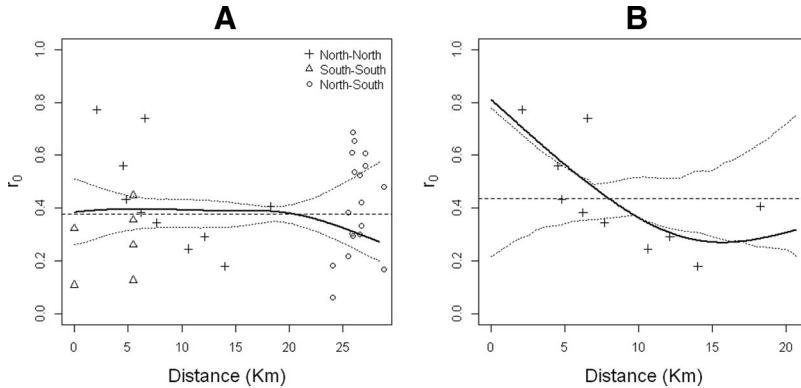 A
1.0
0.8
0.6
0.4
0.2
0.0
r0
+ North-North
△ South-South
○ North-South
0 5 10 15 20 25
Distance (Km)
B
1.0
0.8
0.6
0.4
0.2
0.0
r0
0 5 10 15 20
Distance (Km)